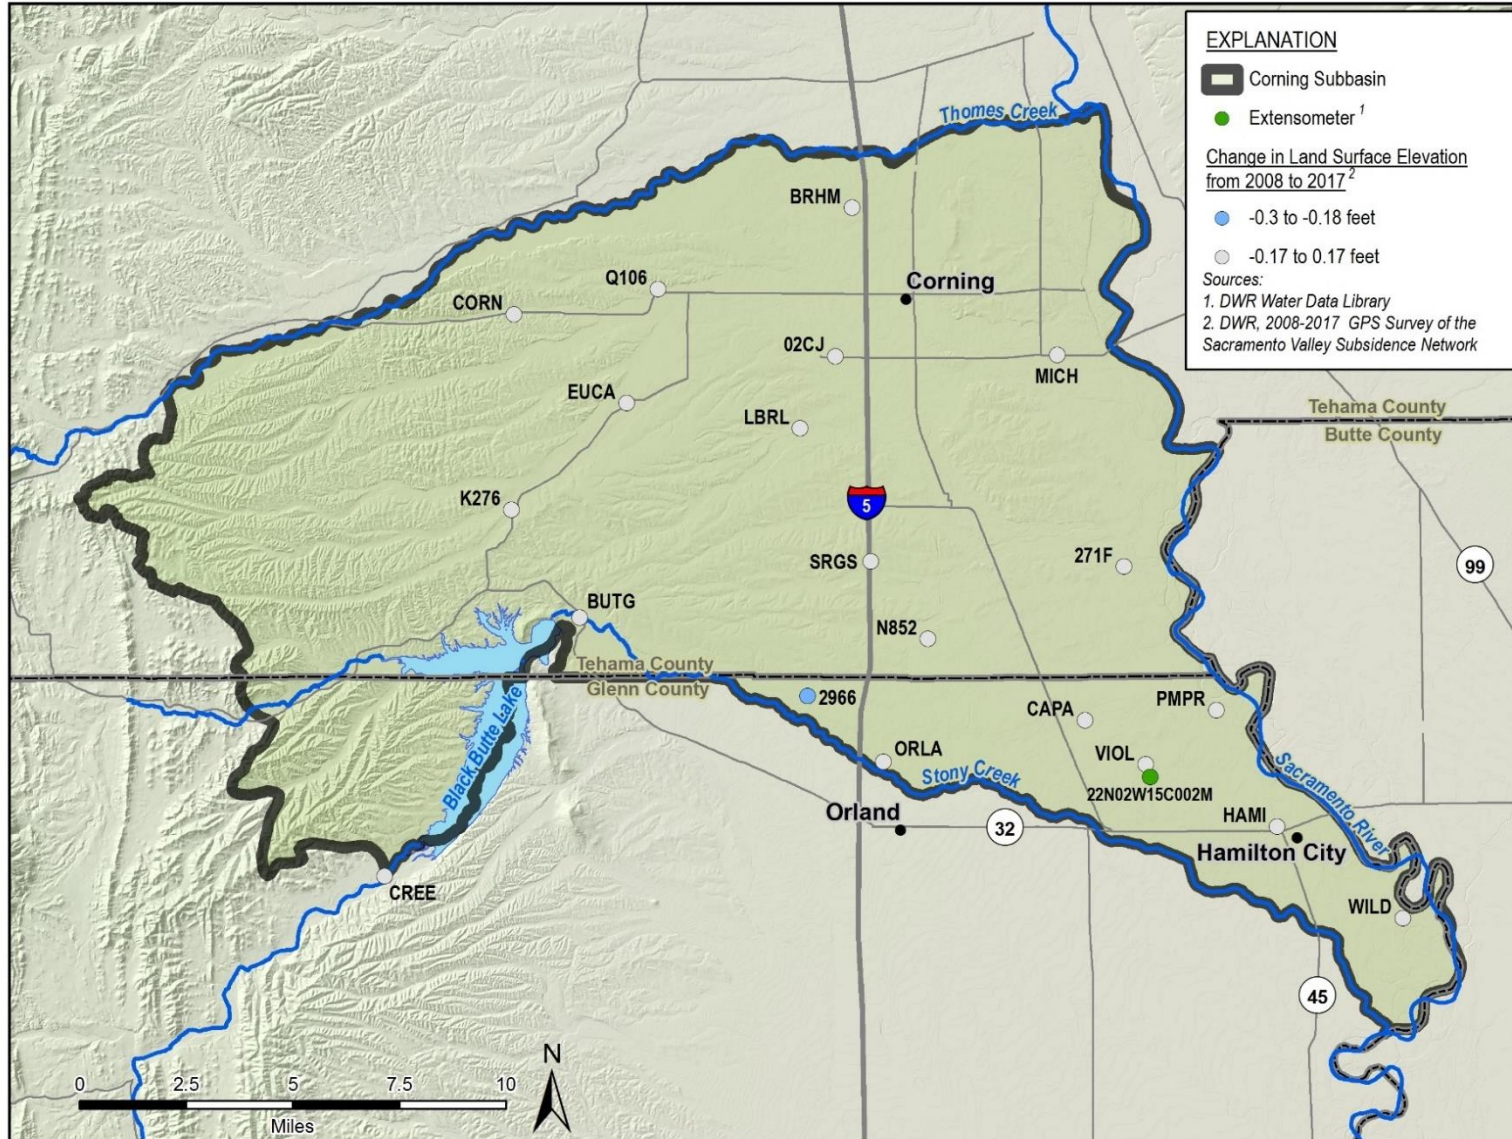 EXPLANATION
Corning Subbasin
Extensometer 1
Change in Land Surface Elevation
from 2008 to 2017 2
-0.3 to -0.18 feet
-0.17 to 0.17 feet
Sources:
1. DWR Water Data Library
2. DWR, 2008-2017 GPS Survey of the
Sacramento Valley Subsidence Network
Thomes Creek
BRHM
Q106
Corning
CORN
02CJ
MICH
EUCA
LBRL
Tehama County
Butte County
K276
5
SRGS
271F
99
BUTG
N852
Tehama County
Glenn County
2966
CAPA
PMPR
Black Butte Lake
ORLA
VIOL
Stony Creek
22N02W15C002M
Sacramento River
Orland
32
HAMI
Hamilton City
CREE
WILD
45
N
0 2.5 5 7.5 10
Miles